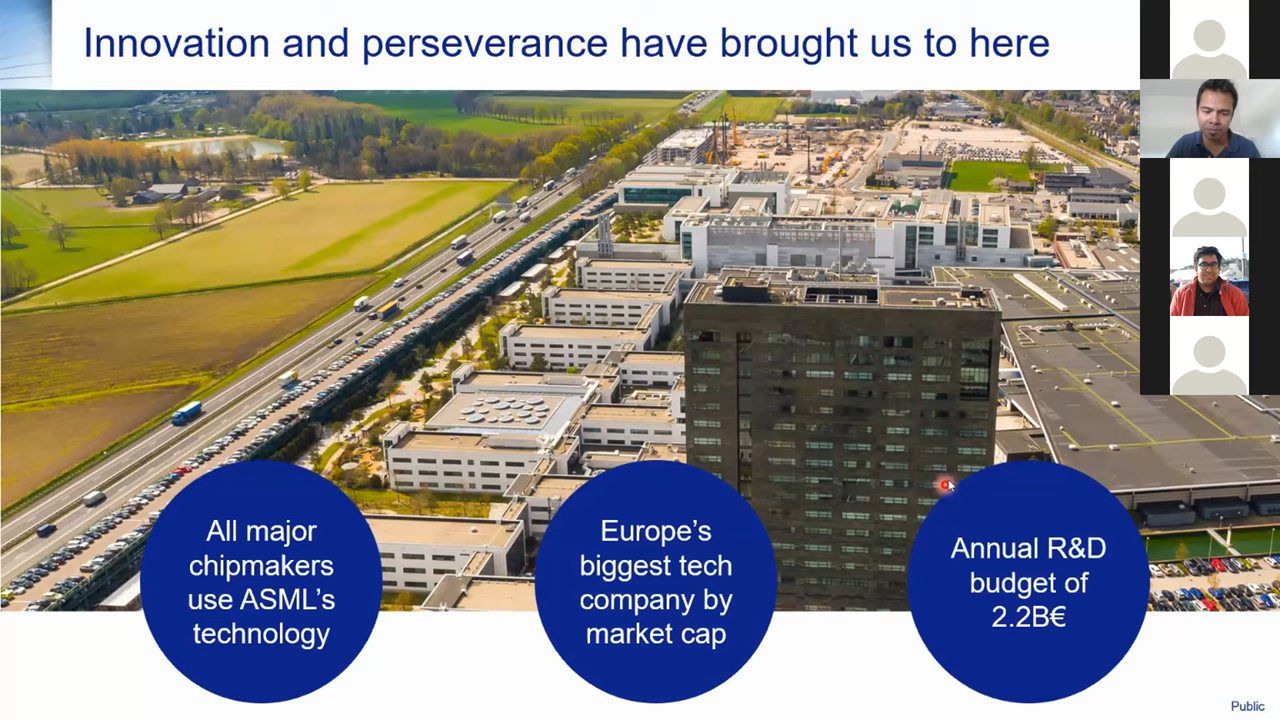 Innovation and perseverance have brought us to here
All major
chipmakers
use ASML's
technology
Europe's
biggest tech
company by
market cap
Annual R&D
budget of
2.2B€
Public